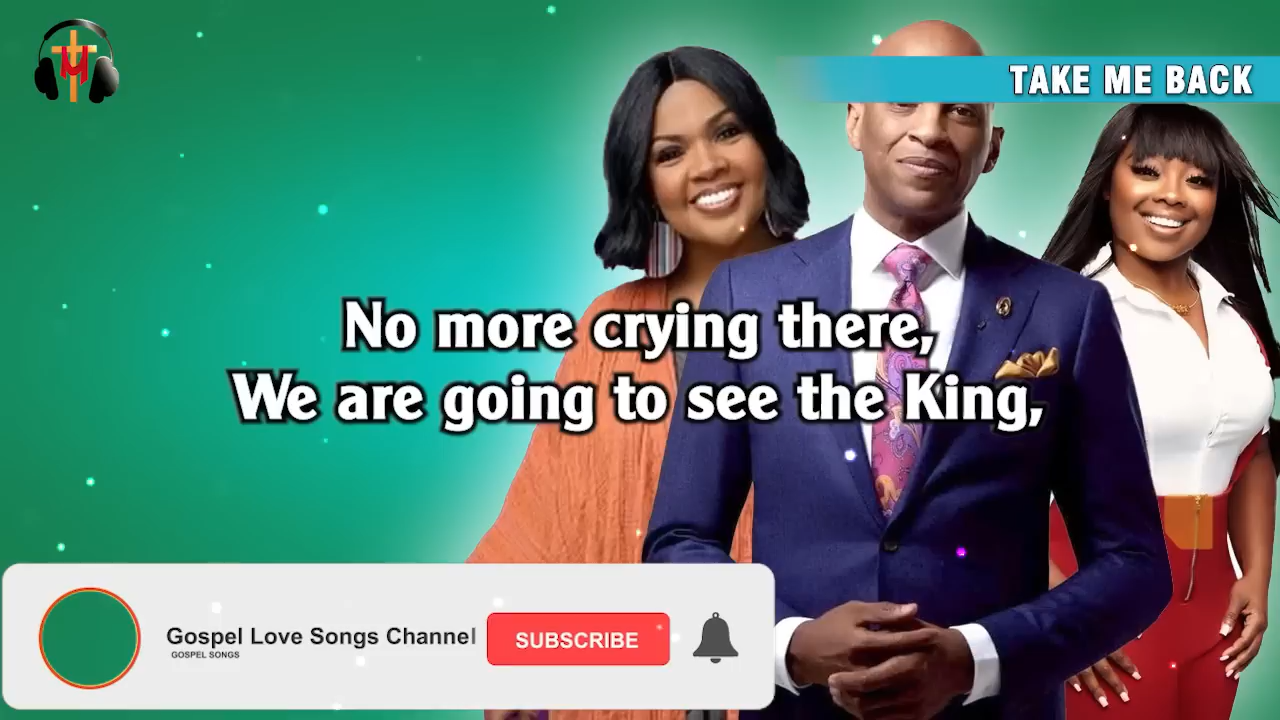 TAKE ME BACK
No more crying there,
We are going to see the King,
Gospel Love Songs Channel
GOSPEL SONGS
SUBSCRIBE